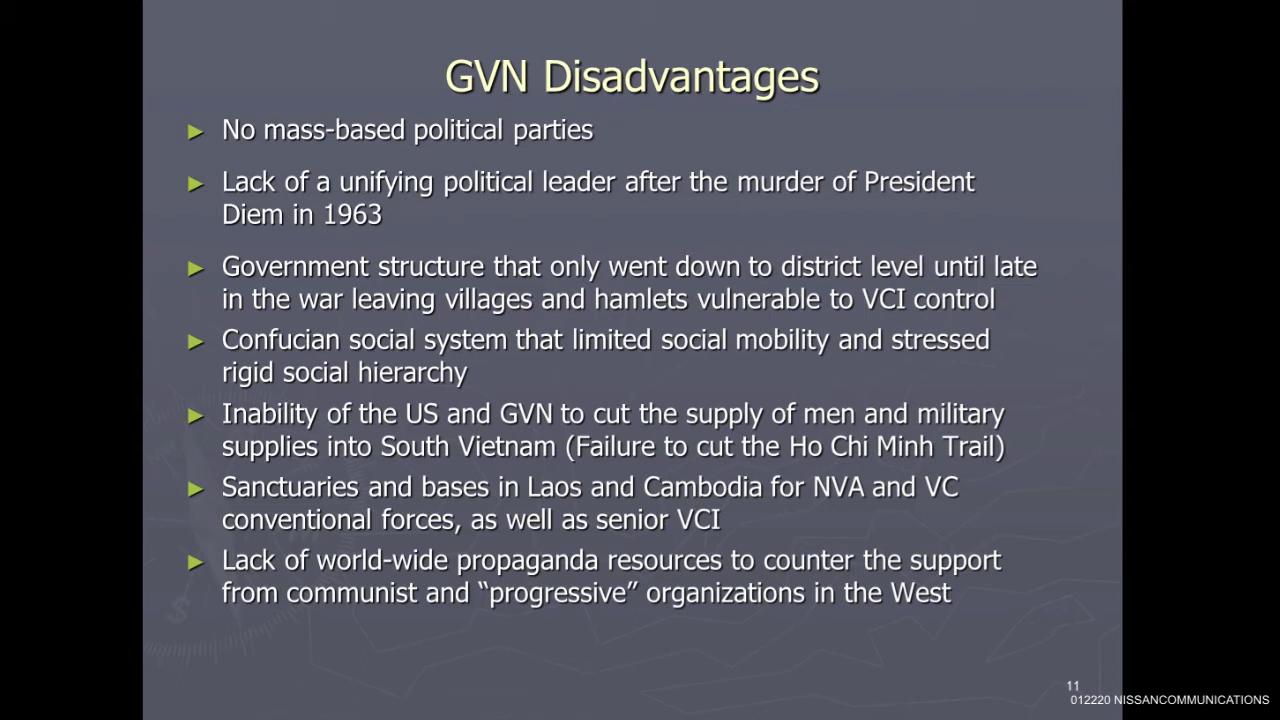 GVN Disadvantages
► No mass-based political parties
► Lack of a unifying political leader after the murder of President
Diem in 1963
► Government structure that only went down to district level until late
in the war leaving villages and hamlets vulnerable to VCI control
► Confucian social system that limited social mobility and stressed
rigid social hierarchy
► Inability of the US and GVN to cut the supply of men and military
supplies into South Vietnam (Failure to cut the Ho Chi Minh Trail)
► Sanctuaries and bases in Laos and Cambodia for NVA and VC
conventional forces, as well as senior VCI
► Lack of world-wide propaganda resources to counter the support
from communist and “progressive” organizations in the West
11
012220 NISSANCOMMUNICATIONS